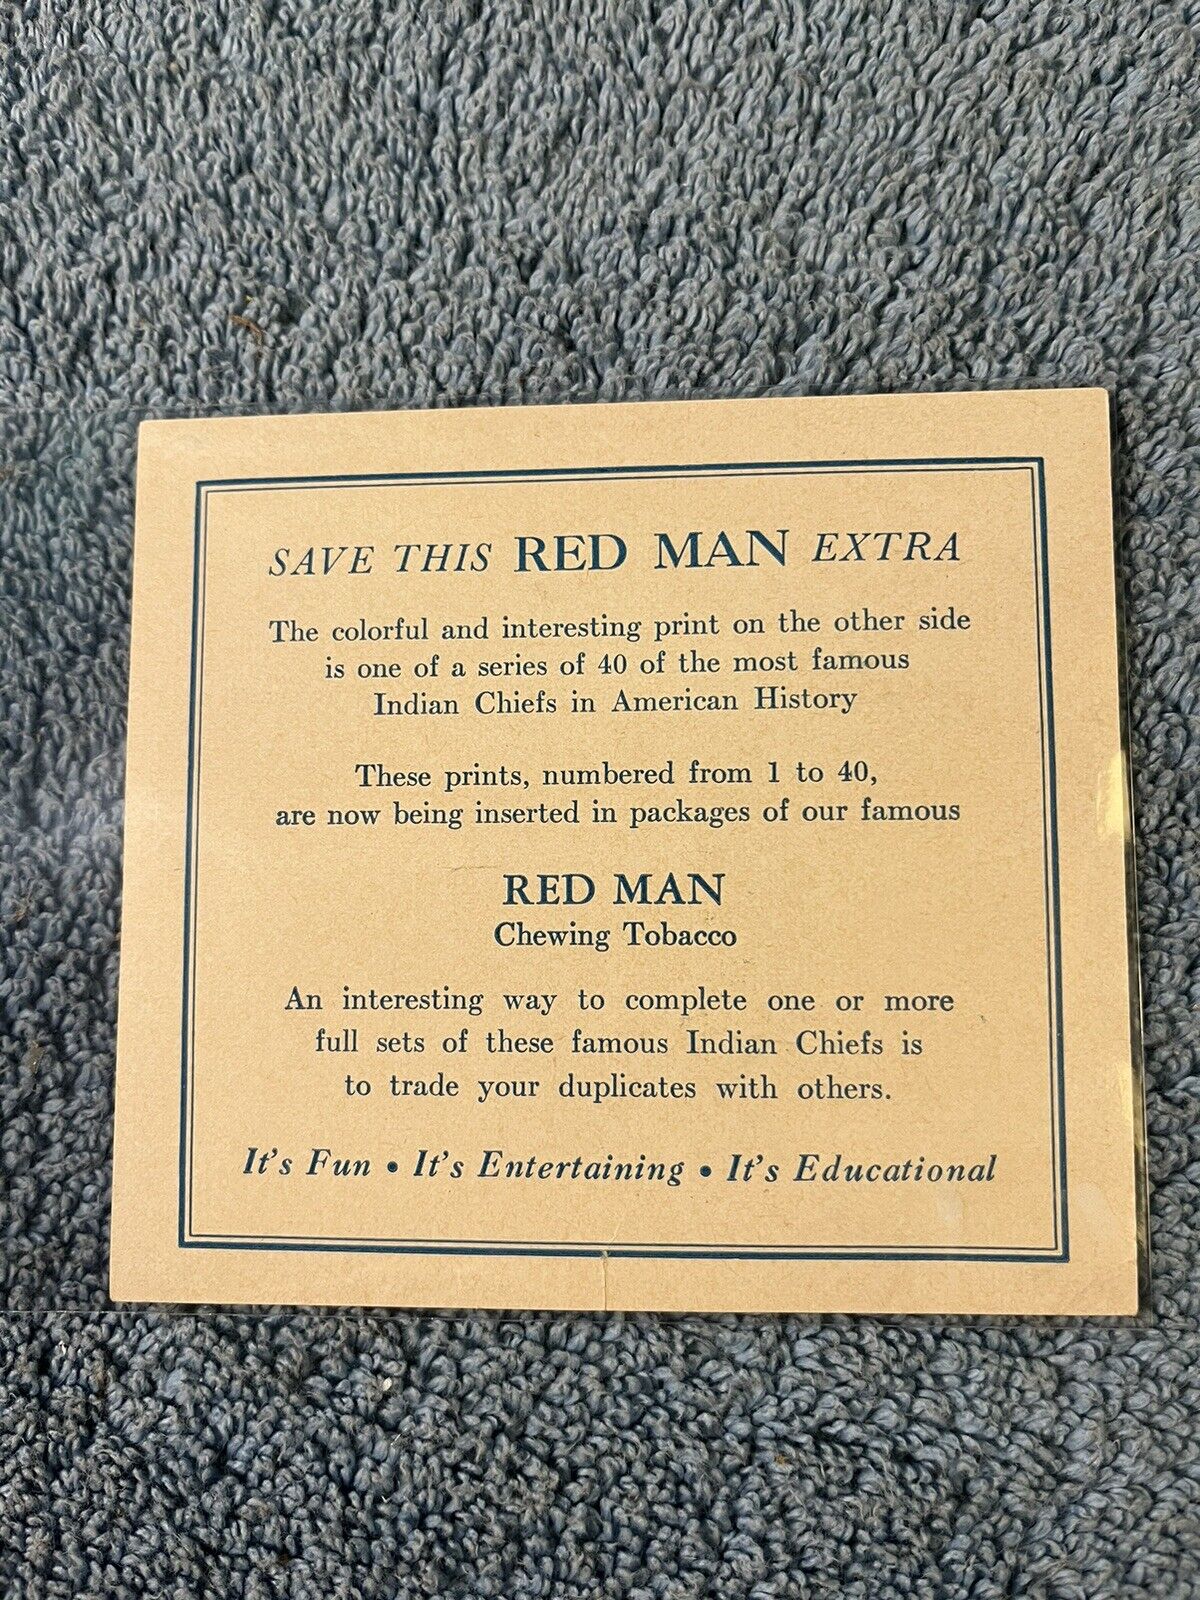 SAVE THIS RED MAN EXTRA
The colorful and interesting print on the other side
is one of a series of 40 of the most famous
Indian Chiefs in American History
These prints, numbered from 1 to 40,
are now being inserted in packages of our famous
RED MAN
Chewing Tobacco
An interesting way to complete one or more
full sets of these famous Indian Chiefs is
to trade your duplicates with others.
It's Fun • It's Entertaining • It's Educational